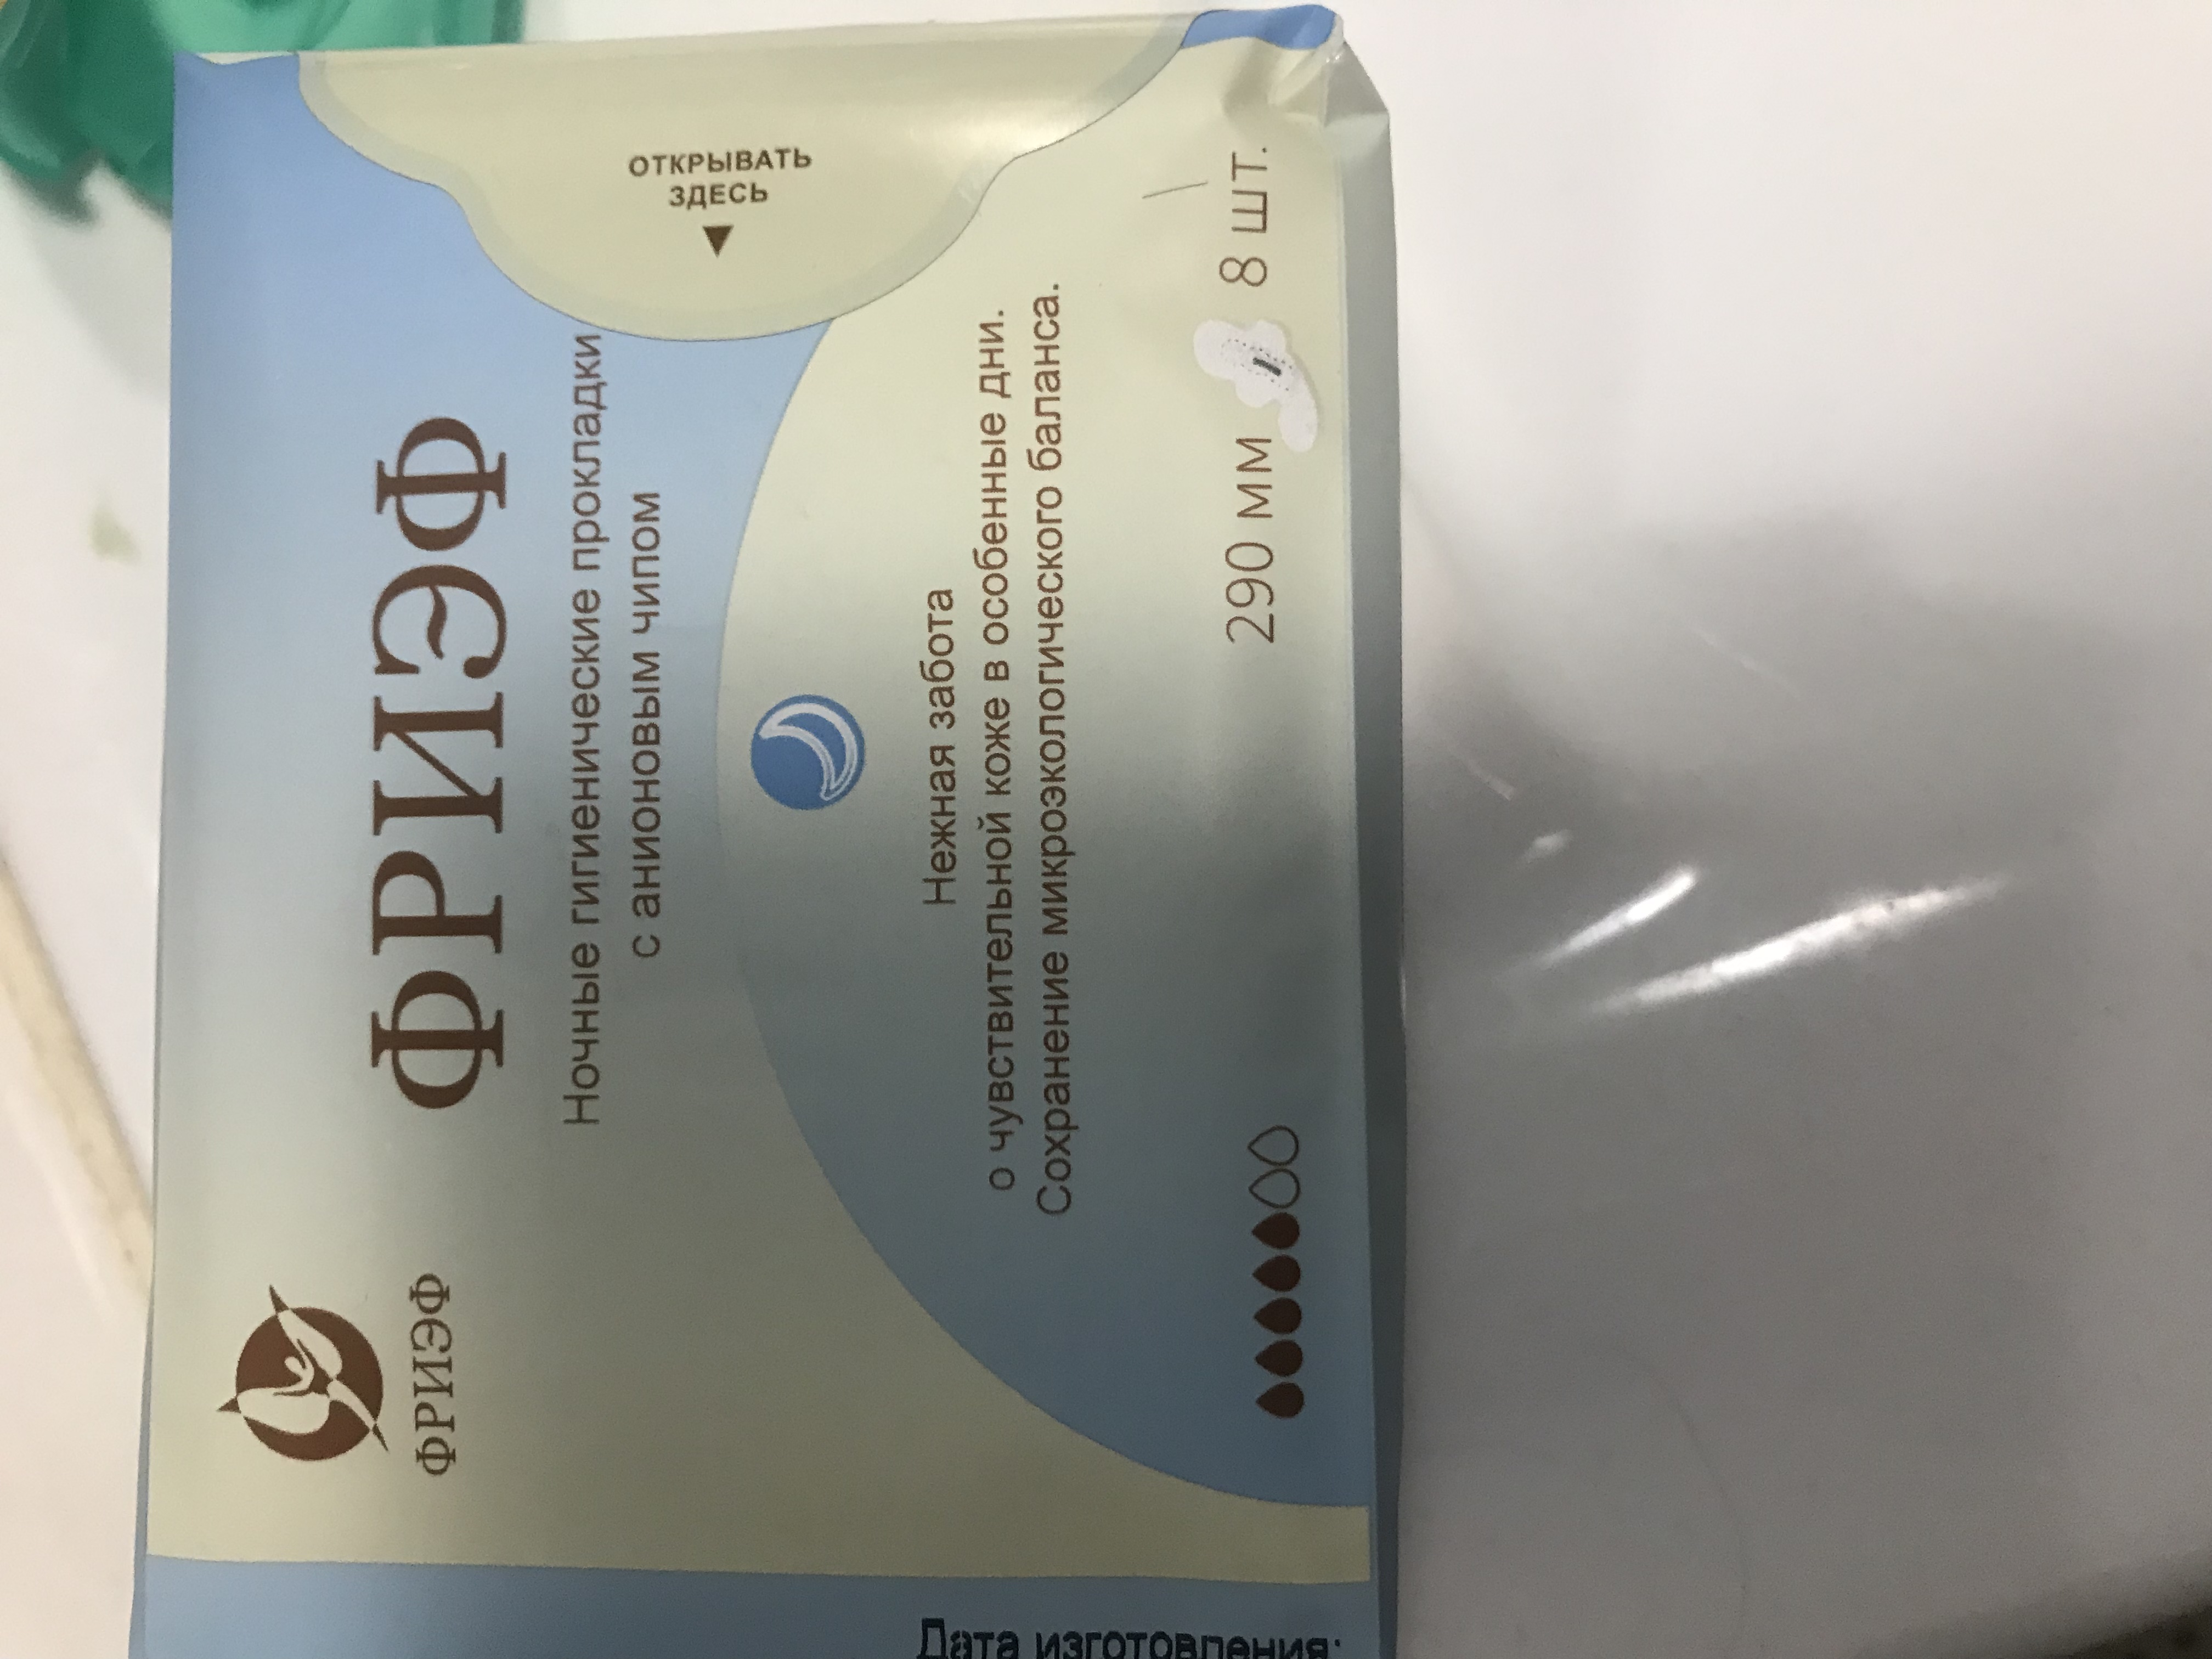 ФРИЭФ
ФРИЭФ
Ночные гигиенические прокладки
с анионовым чипом
ОТКРЫВАТЬ
ЗДЕСЬ
Нежная забота
о чувствительной коже в особенные дни.
Сохранение микроэкологического баланса.
290 мм 8 шт.
Дата изготовления: